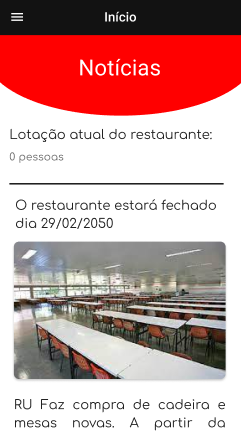 Início
Notícias
Lotação atual do restaurante:
0 pessoas
O restaurante estará fechado
dia 29/02/2050
RU Faz compra de cadeira e
mesas novas. A partir da